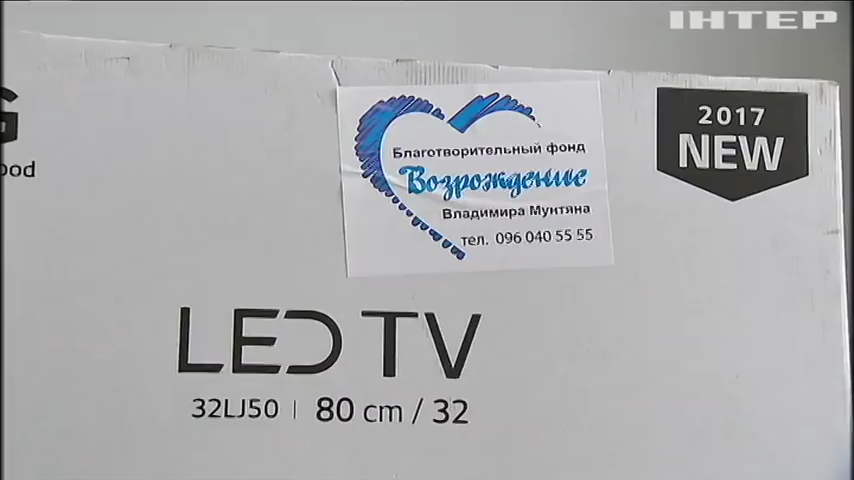 ІНТЕР
2017
NEW
G
ood
Благотворительный фонд
Возрождение
Владимира Мунтяна
тел. 096 040 55 55
LED TV
32LJ50 | 80 cm / 32